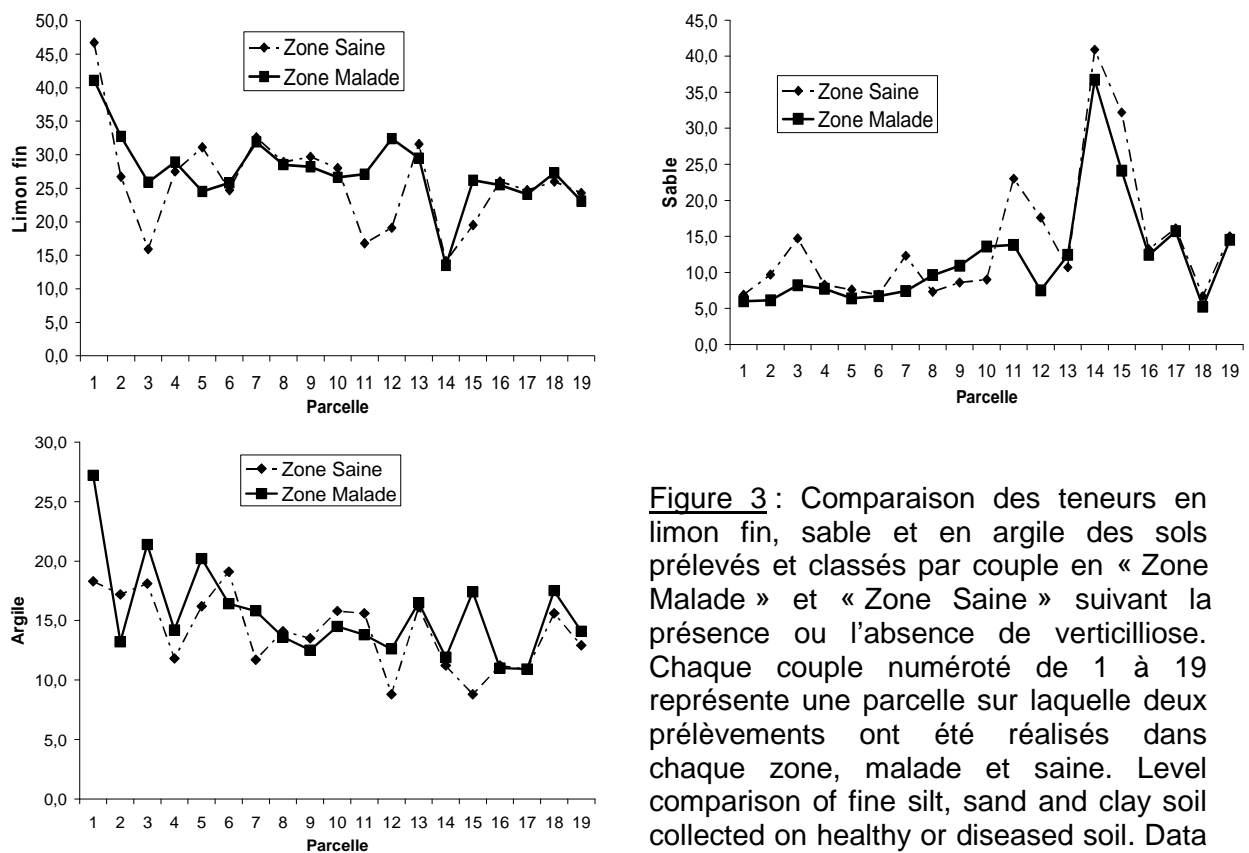 50,0
45,0
40,0
35,0
30,0
25,0
20,0
15,0
10,0
5,0
0,0
Limon fin
Zone Saine
Zone Malade
1 2 3 4 5 6 7 8 9 10 11 12 13 14 15 16 17 18 19
Parcelle
45,0
40,0
35,0
30,0
25,0
20,0
15,0
10,0
5,0
0,0
Sable
Zone Saine
Zone Malade
1 2 3 4 5 6 7 8 9 10 11 12 13 14 15 16 17 18 19
Parcelle
30,0
25,0
20,0
15,0
10,0
5,0
0,0
Argile
Zone Saine
Zone Malade
1 2 3 4 5 6 7 8 9 10 11 12 13 14 15 16 17 18 19
Parcelle
Figure 3 : Comparaison des teneurs en
limon fin, sable et en argile des sols
prélevés et classés par couple en « Zone
Malade » et « Zone Saine » suivant la
présence ou l'absence de verticilliose.
Chaque couple numéroté de 1 à 19
représente une parcelle sur laquelle deux
prélèvements ont été réalisés dans
chaque zone, malade et saine. Level
comparison of fine silt, sand and clay soil
collected on healthy or diseased soil. Data